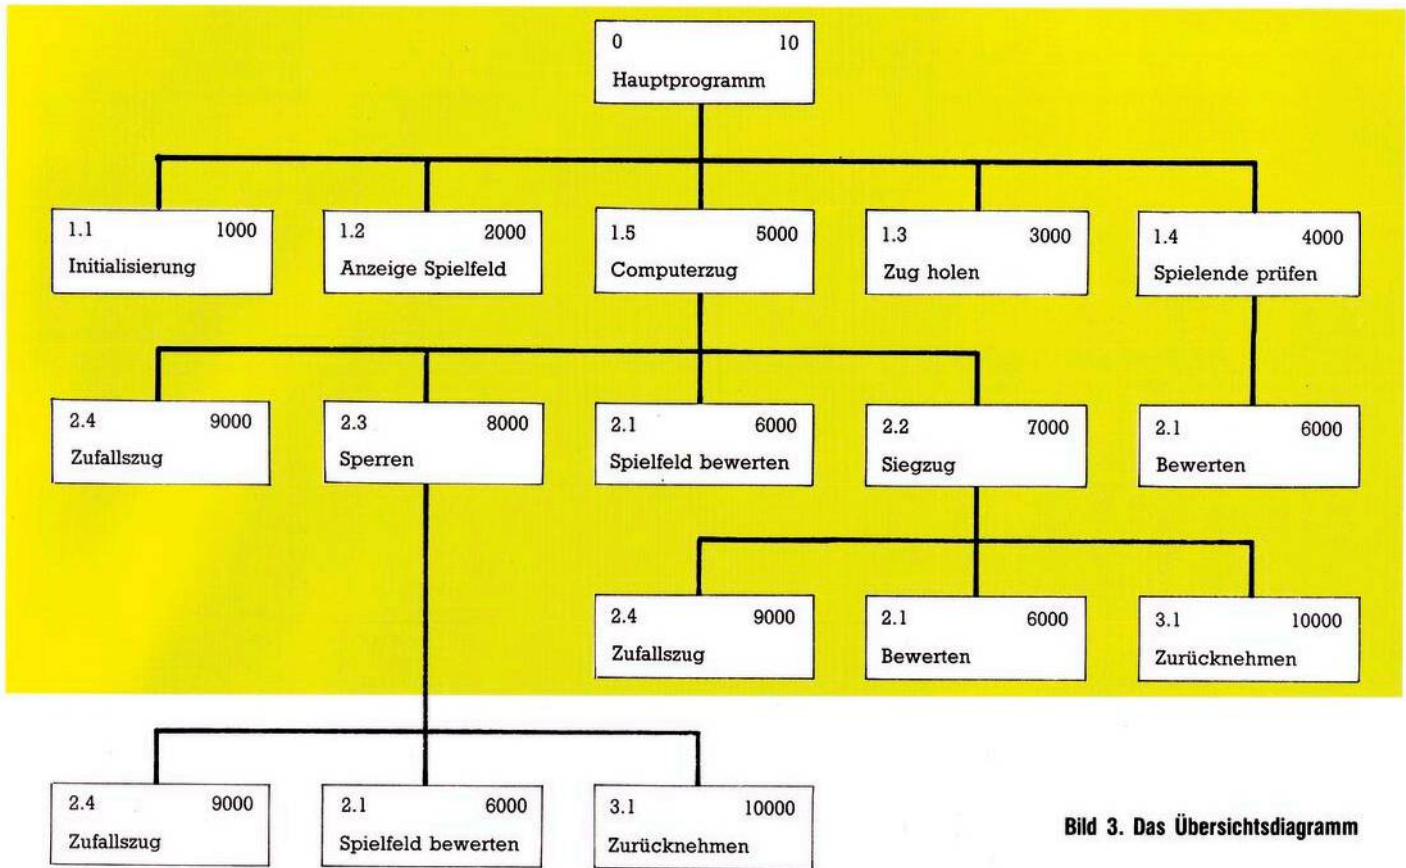 0 10
Hauptprogramm
1.1 1000
Initialisierung
1.2 2000
Anzeige Spielfeld
1.5 5000
Computerzug
1.3 3000
Zug holen
1.4 4000
Spielende prüfen
2.4 9000
Zufallszug
2.3 8000
Sperren
2.1 6000
Spielfeld bewerten
2.2 7000
Siegzug
2.1 6000
Bewerten
2.4 9000
Zufallszug
2.1 6000
Bewerten
3.1 10000
Zurücknehmen
2.4 9000
Zufallszug
2.1 6000
Spielfeld bewerten
3.1 10000
Zurücknehmen
Bild 3. Das Übersichtsdiagramm